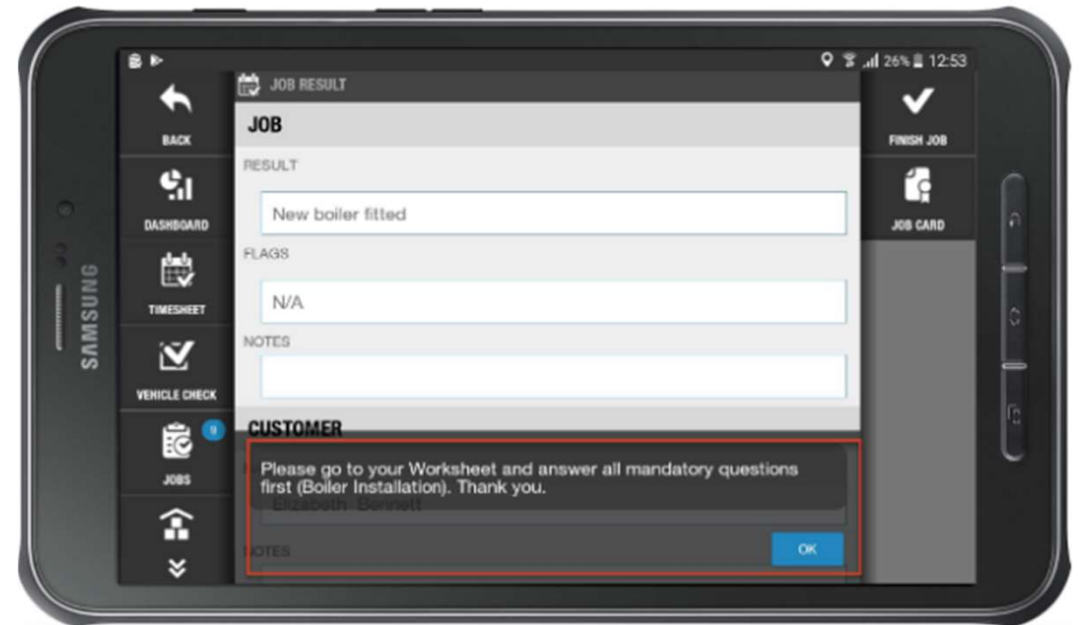 26% 12:53
JOB RESULT
BACK
FINISH JOB
JOB
RESULT
New boiler fitted
DASHBOARD
JOB CARD
FLAGS
N/A
TIMESHEET
NOTES
VEHICLE CHECK
9
CUSTOMER
JOBS
Please go to your Worksheet and answer all mandatory questions
first (Boiler Installation). Thank you.
Elizabeth Bennett
OK
NOTES
SAMSUNG